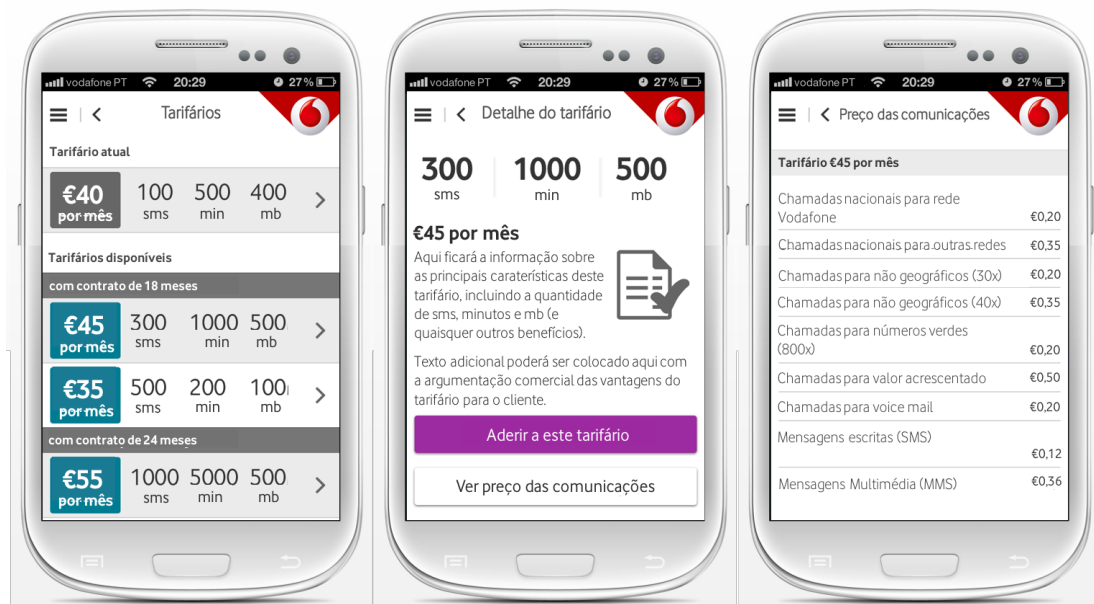 vodafone PT 20:29 27%
Tarifários
Tarifário atual
€40 por mês
100 sms
500 min
400 mb
Tarifários disponíveis
com contrato de 18 meses
€45 por mês
300 sms
1000 min
500 mb
€35 por mês
500 sms
200 min
100 mb
com contrato de 24 meses
€55 por mês
1000 sms
5000 min
500 mb
vodafone PT 20:29 27%
Detalhe do tarifário
300 sms
1000 min
500 mb
€45 por mês
Aqui ficará a informação sobre
as principais caraterísticas deste
tarifário, incluindo a quantidade
de sms, minutos e mb (e
quaisquer outros benefícios).
Texto adicional poderá ser colocado aqui com
a argumentação comercial das vantagens do
tarifário para o cliente.
Aderir a este tarifário
Ver preço das comunicações
vodafone PT 20:29 27%
Preço das comunicações
Tarifário €45 por mês
Chamadas nacionais para rede
Vodafone €0,20
Chamadas nacionais para outras redes €0,35
Chamadas para não geográficos (30x) €0,20
Chamadas para não geográficos (40x) €0,35
Chamadas para números verdes
(800x) €0,20
Chamadas para valor acrescentado €0,50
Chamadas para voice mail €0,20
Mensagens escritas (SMS)
€0,12
Mensagens Multimédia (MMS) €0,36